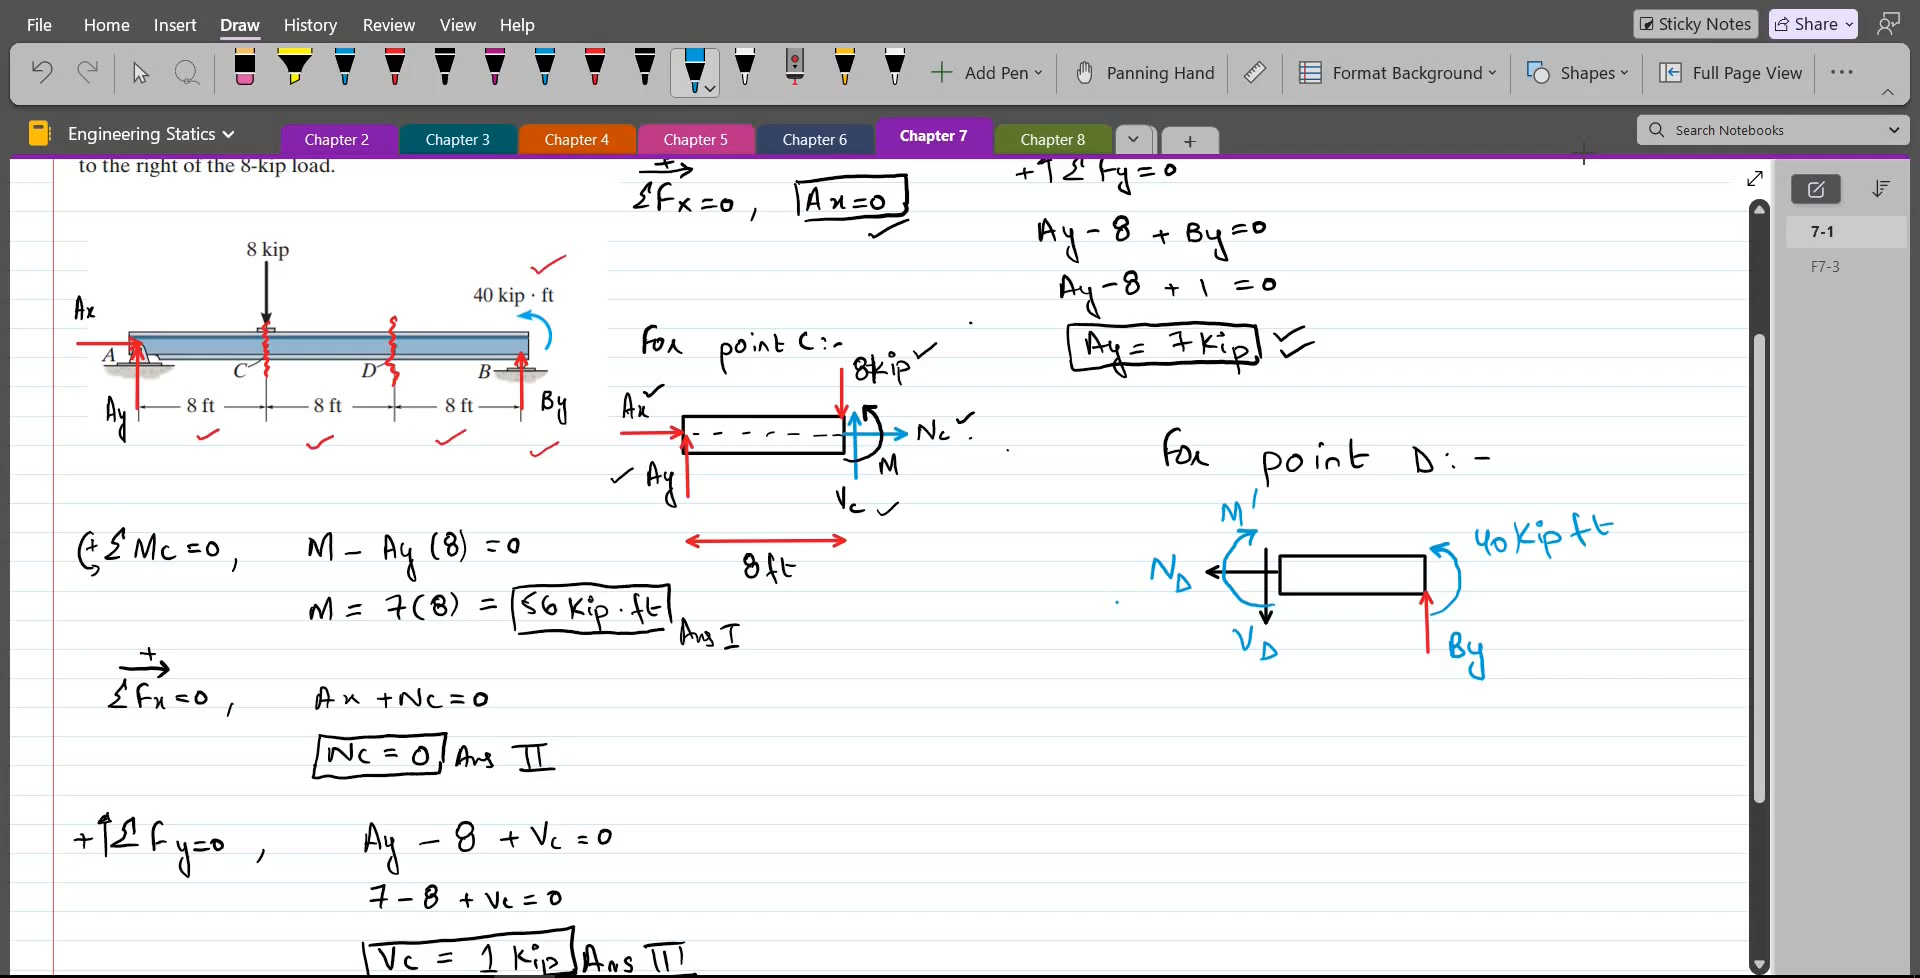 File Home Insert Draw History Review View Help
Sticky Notes Share
Add Pen Panning Hand Format Background Shapes Full Page View
Engineering Statics Chapter 2 Chapter 3 Chapter 4 Chapter 5 Chapter 6 Chapter 7 Chapter 8
Search Notebooks
7-1
F7-3
to the right of the 8-kip load.
8 kip
40 kip · ft
Ax
A
C
D
B
Ay
8 ft 8 ft 8 ft
By
+
ΣFx=0, Ax=0
+↑ΣFy=0
Ay-8 + By=0
Ay-8 + 1 =0
Ay= 7Kip
For point C:-
8kip
Ax
Nc
M
Ay
Vc
8ft
(+ΣMc=0, M - Ay(8) =0
M = 7(8) = 56 Kip.ft Ans I
+
ΣFx=0, Ax +Nc=0
Nc=0 Ans II
+↑ΣFy=0, Ay - 8 + Vc=0
7-8 + Vc=0
Vc = 1 Kip Ans III
For point D:-
M'
40Kipft
ND
VD
By